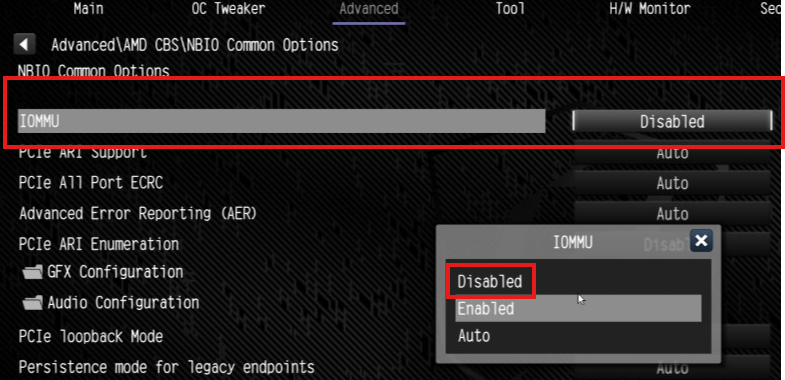 Main OC Tweaker Advanced Tool H/W Monitor Sec
Advanced\AMD CBS\NBIO Common Options
NBIO Common Options
IOMMU Disabled
PCIe ARI Support Auto
PCIe All Port ECRC Auto
Advanced Error Reporting (AER) Auto
PCIe ARI Enumeration
GFX Configuration
Audio Configuration
PCIe loopback Mode
Persistence mode for legacy endpoints Auto
IOMMU
Disabled
Enabled
Auto